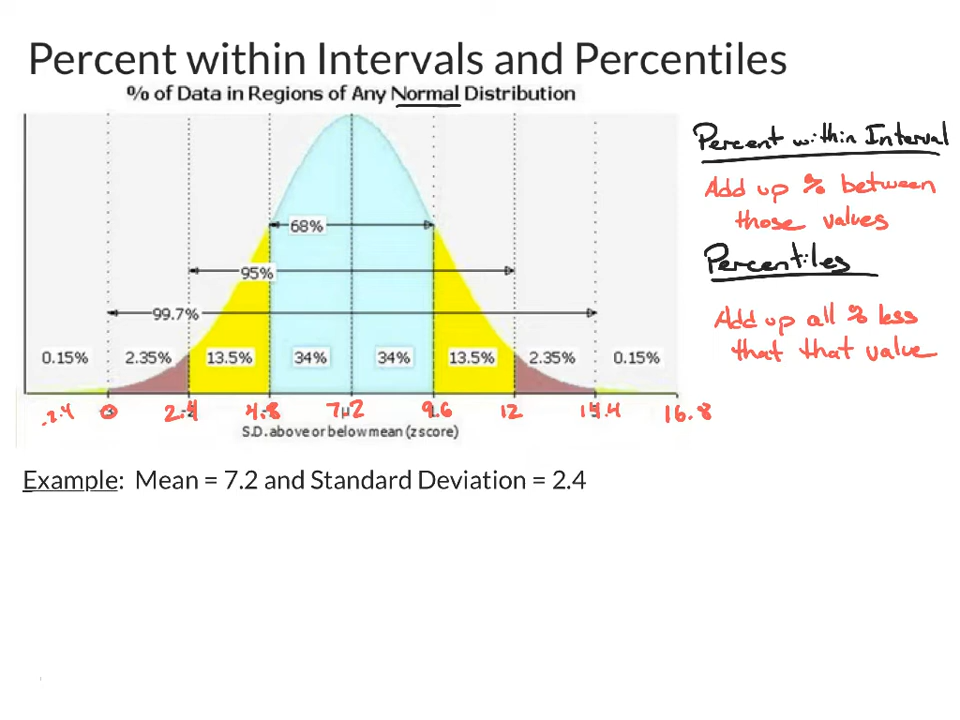 Percent within Intervals and Percentiles
% of Data in Regions of Any Normal Distribution
68%
95%
99.7%
0.15% 2.35% 13.5% 34% 34% 13.5% 2.35% 0.15%
-2.4 0 2.4 4.8 7.2 9.6 12 14.4 16.8
S.D. above or below mean (z score)
Percent within Interval
Add up % between
those values
Percentiles
Add up all % less
that that value
Example: Mean = 7.2 and Standard Deviation = 2.4